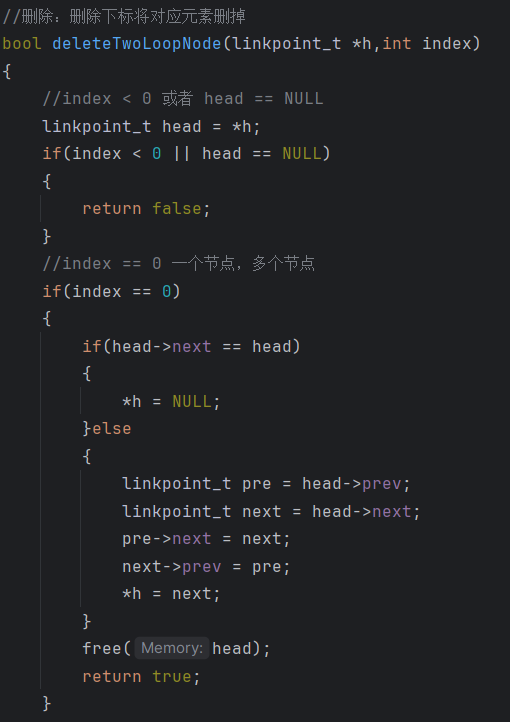 //删除：删除下标将对应元素删掉
bool deleteTwoLoopNode(linkpoint_t *h,int index)
{
    //index < 0 或者 head == NULL
    linkpoint_t head = *h;
    if(index < 0 || head == NULL)
    {
        return false;
    }
    //index == 0 一个节点，多个节点
    if(index == 0)
    {
        if(head->next == head)
        {
            *h = NULL;
        }else
        {
            linkpoint_t pre = head->prev;
            linkpoint_t next = head->next;
            pre->next = next;
            next->prev = pre;
            *h = next;
        }
        free( Memory: head);
        return true;
    }